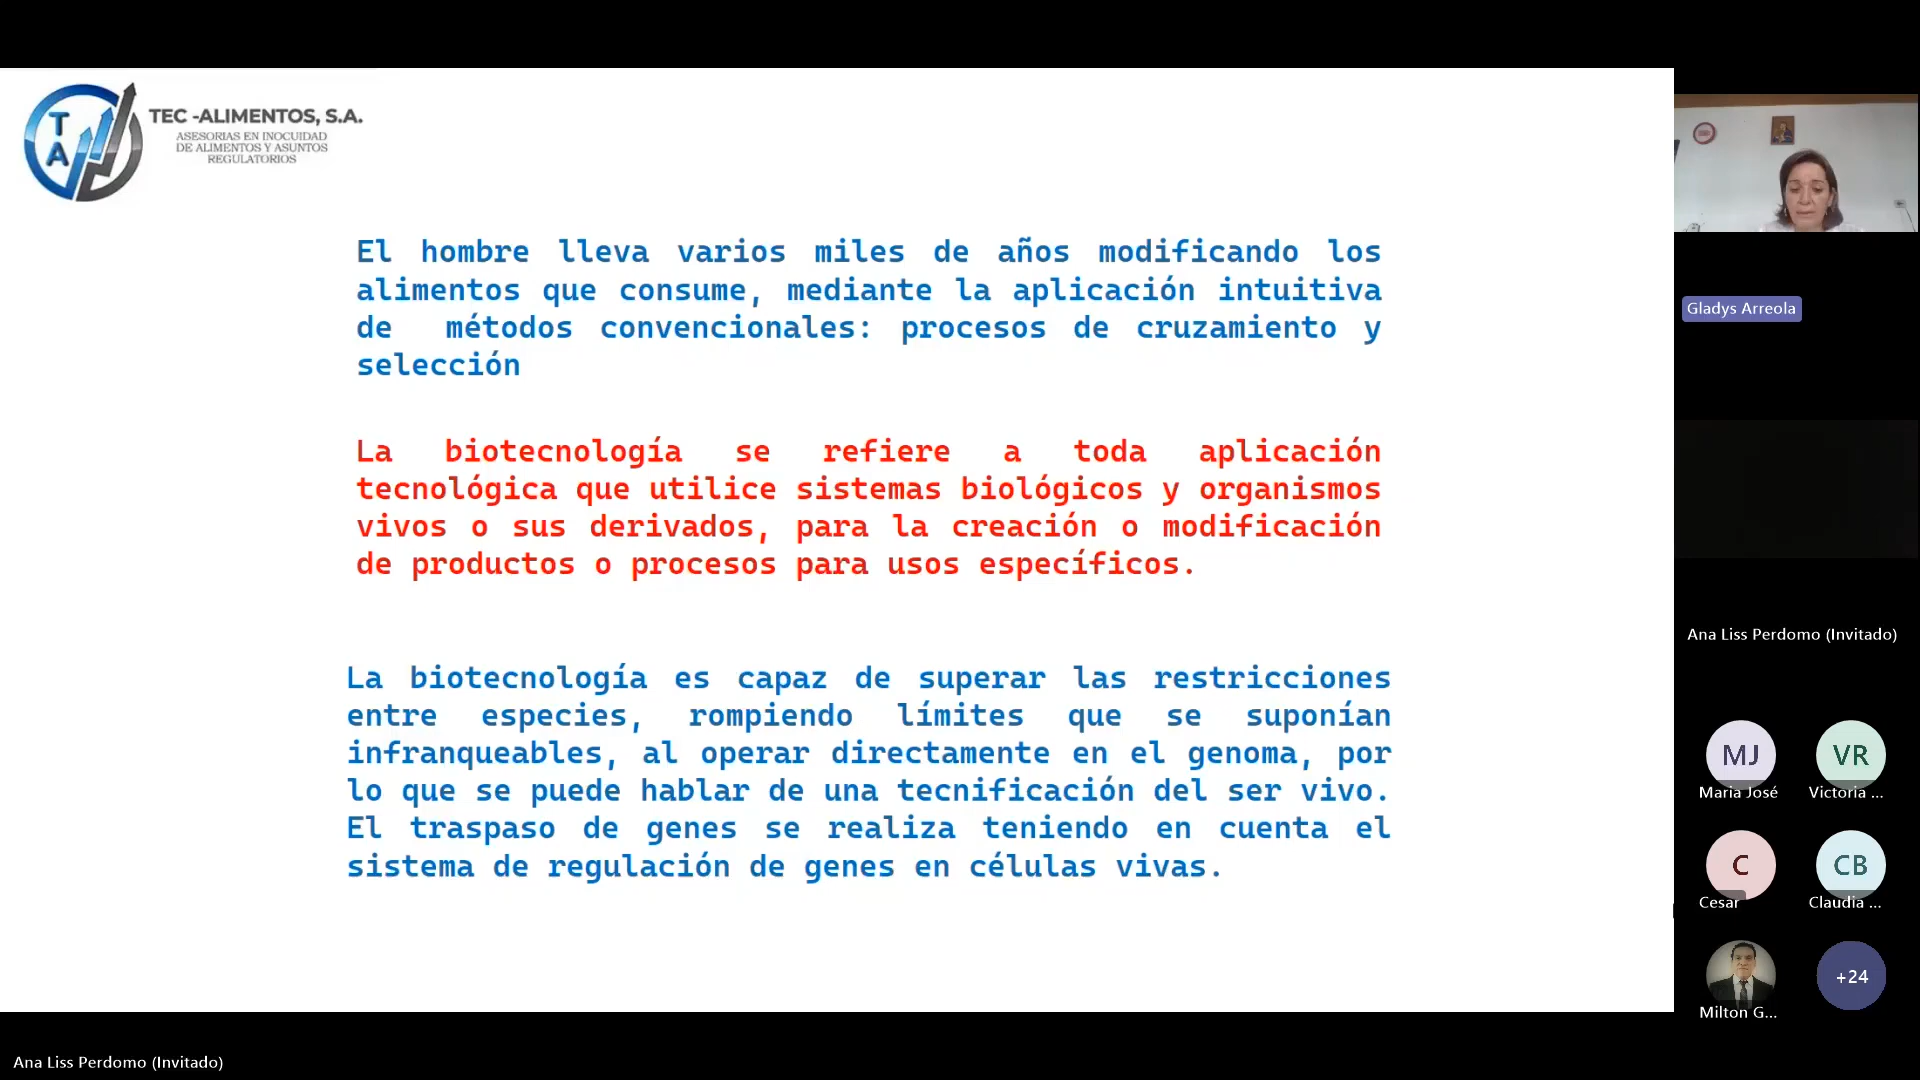 T
A
TEC -ALIMENTOS, S.A.
ASESORIAS EN INOCUIDAD
DE ALIMENTOS Y ASUNTOS
REGULATORIOS
El hombre lleva varios miles de años modificando los
alimentos que consume, mediante la aplicación intuitiva
de métodos convencionales: procesos de cruzamiento y
selección
La biotecnología se refiere a toda aplicación
tecnológica que utilice sistemas biológicos y organismos
vivos o sus derivados, para la creación o modificación
de productos o procesos para usos específicos.
La biotecnología es capaz de superar las restricciones
entre especies, rompiendo límites que se suponían
infranqueables, al operar directamente en el genoma, por
lo que se puede hablar de una tecnificación del ser vivo.
El traspaso de genes se realiza teniendo en cuenta el
sistema de regulación de genes en células vivas.
Gladys Arreola
Ana Liss Perdomo (Invitado)
MJ
Maria José
VR
Victoria ...
C
Cesar
CB
Claudia ...
Milton G...
+24
Ana Liss Perdomo (Invitado)